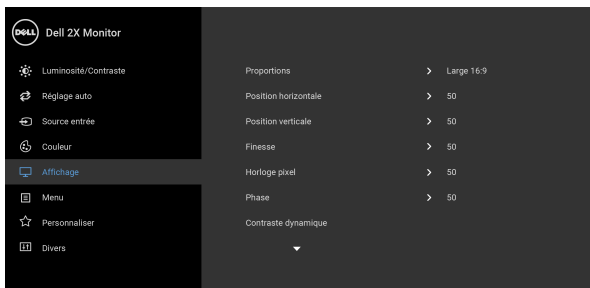 DELL Dell 2X Monitor
Luminosité/Contraste Proportions Large 16:9
Réglage auto Position horizontale 50
Source entrée Position verticale 50
Couleur Finesse 50
Affichage Horloge pixel 50
Menu Phase 50
Personnaliser Contraste dynamique
Divers